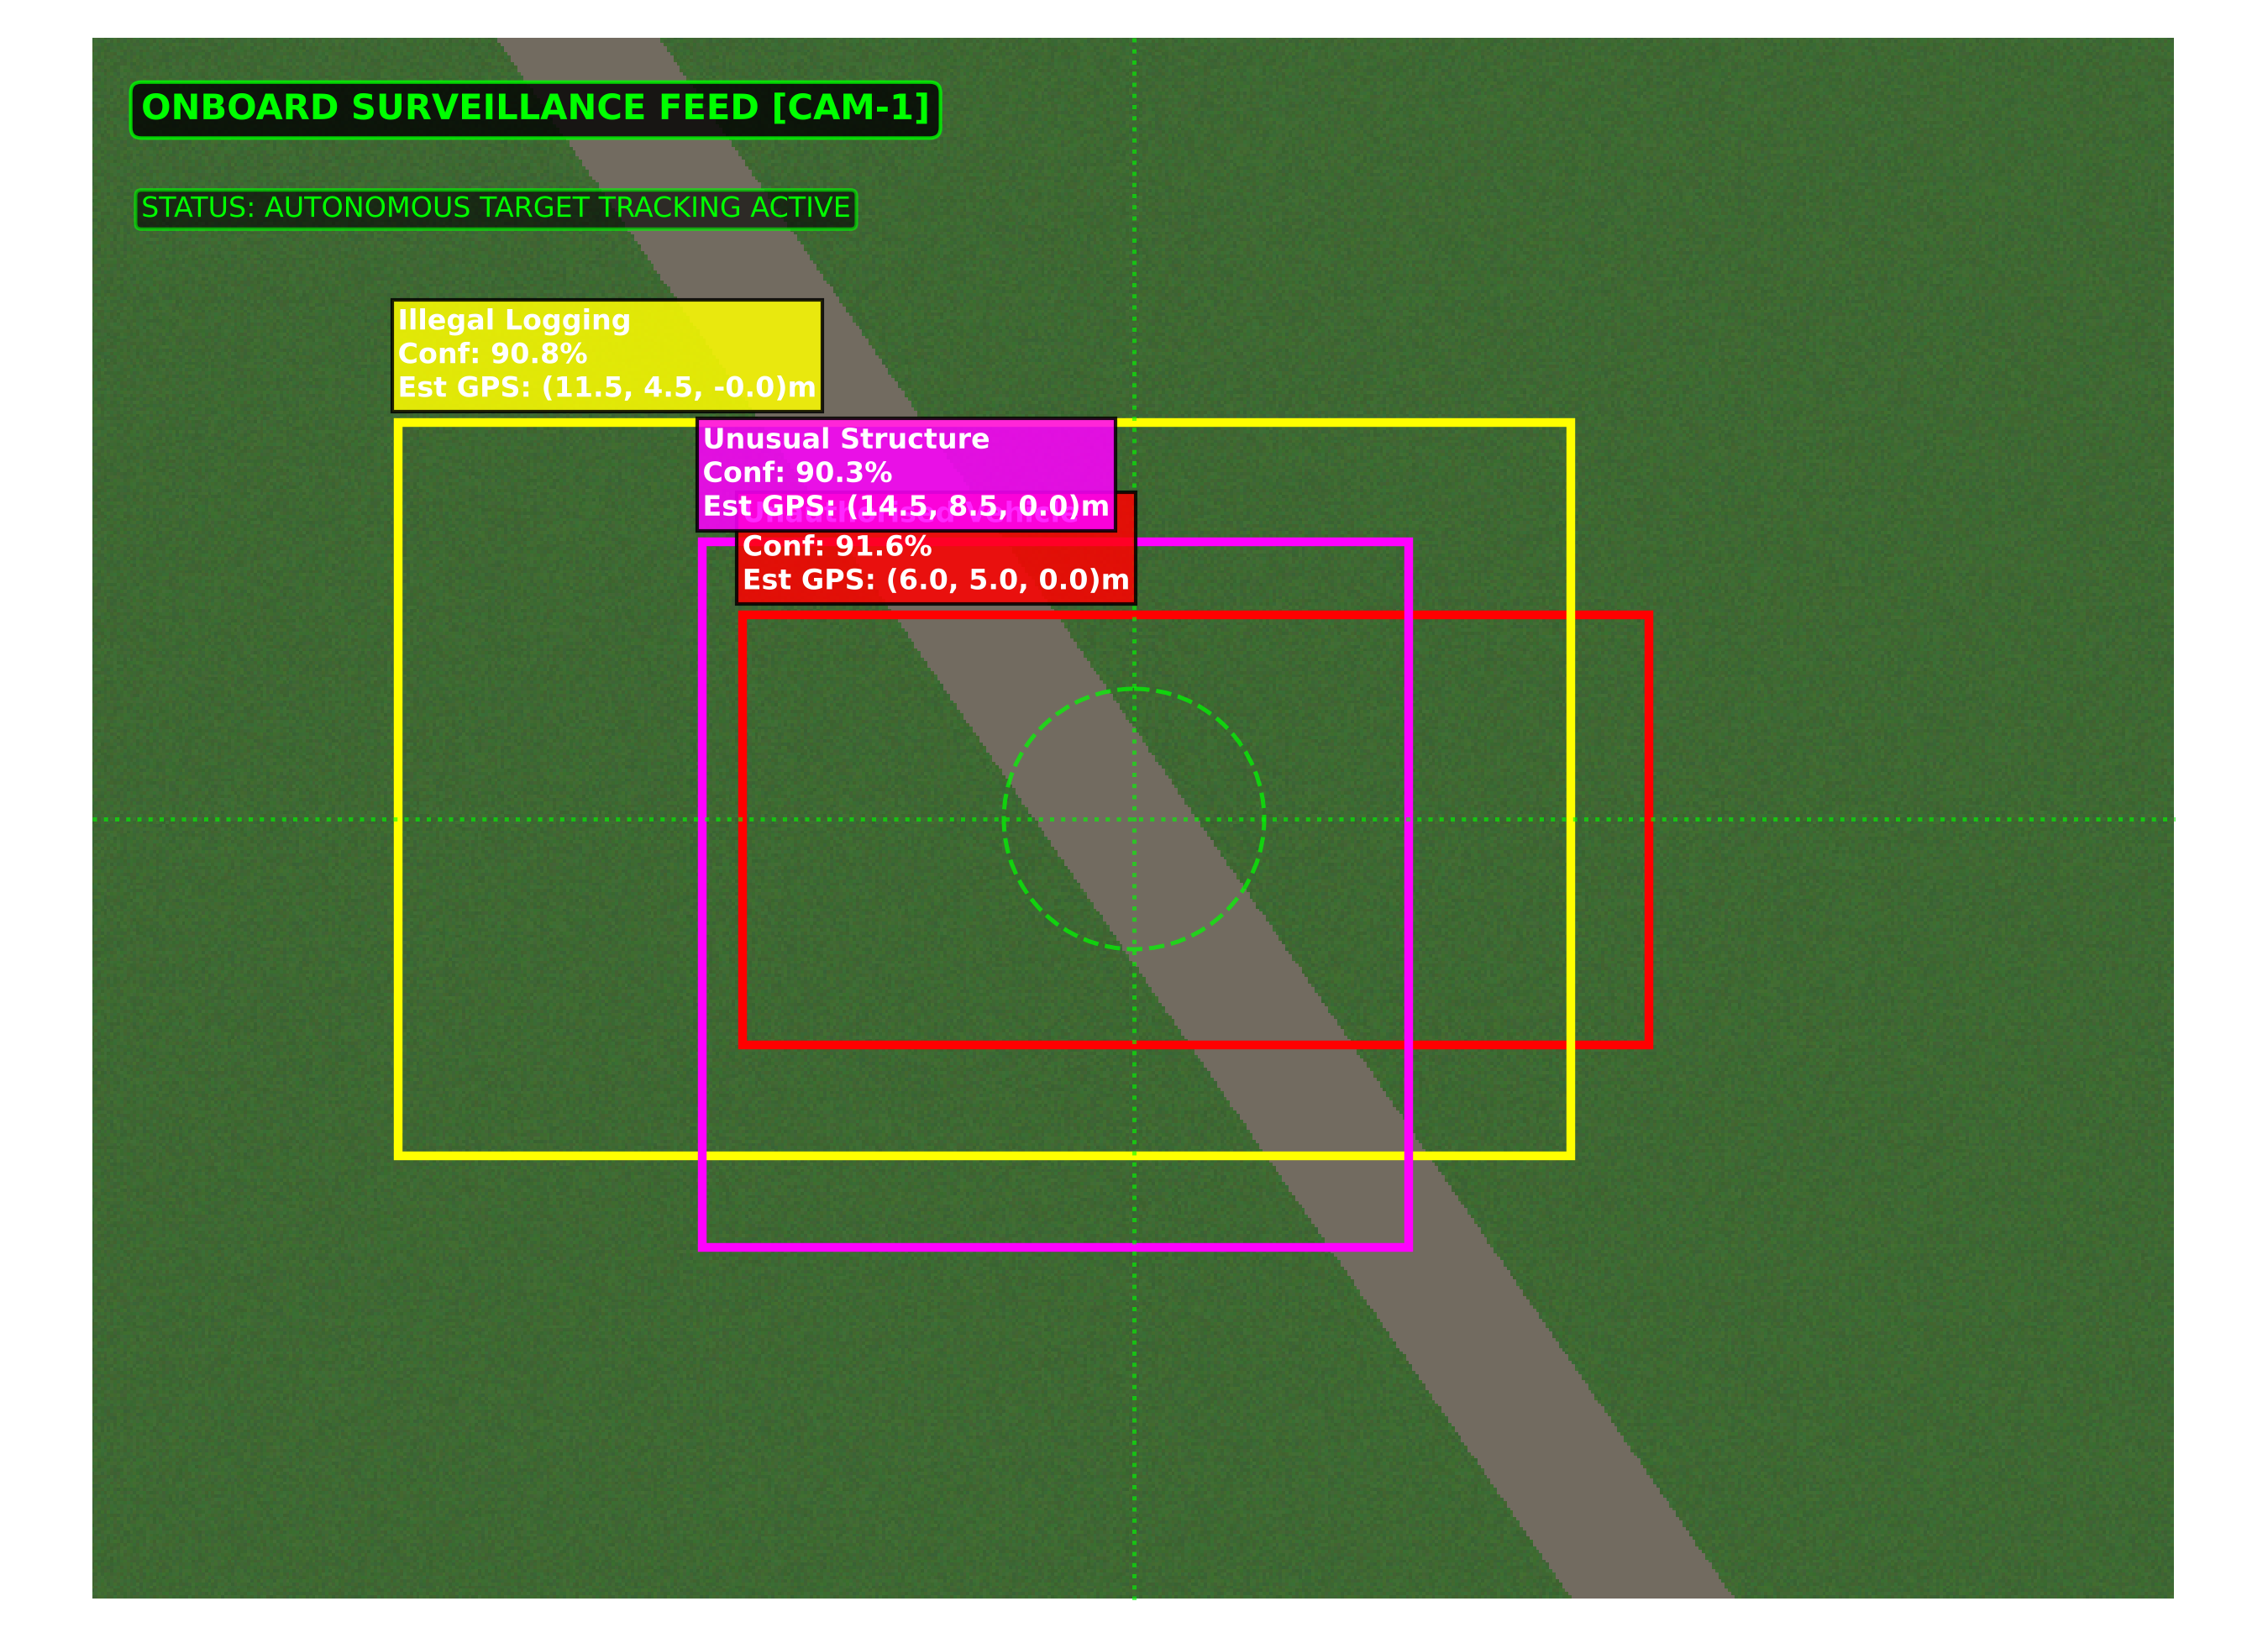 ONBOARD SURVEILLANCE FEED [CAM-1]
STATUS: AUTONOMOUS TARGET TRACKING ACTIVE
Illegal Logging
Conf: 90.8%
Est GPS: (11.5, 4.5, -0.0)m
Unusual Structure
Conf: 90.3%
Est GPS: (14.5, 8.5, 0.0)m
Unauthorised Vehicle
Conf: 91.6%
Est GPS: (6.0, 5.0, 0.0)m